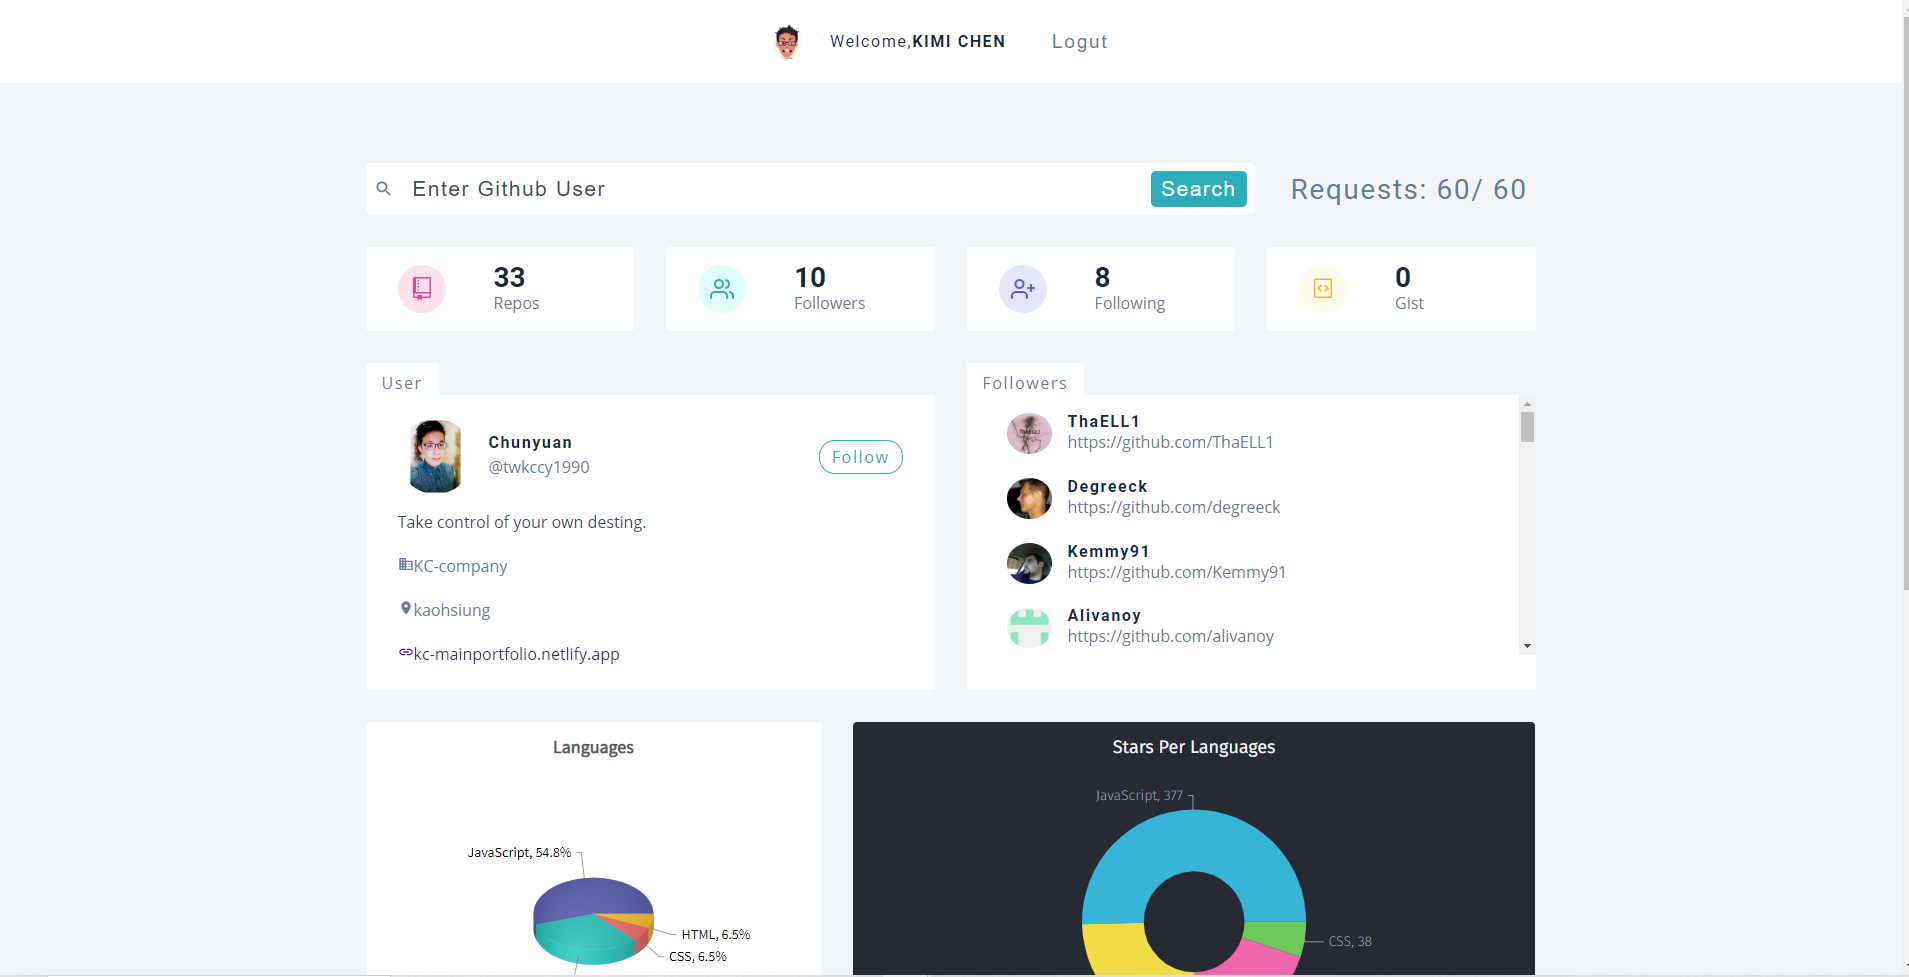 Welcome,KIMI CHEN
Logut
Enter Github User
Search
Requests: 60/ 60
33
Repos
10
Followers
8
Following
0
Gist
User
Chunyuan
@twkccy1990
Follow
Take control of your own desting.
KC-company
kaohsiung
kc-mainportfolio.netlify.app
Followers
ThaELL1
https://github.com/ThaELL1
Degreeck
https://github.com/degreeck
Kemmy91
https://github.com/Kemmy91
Alivanoy
https://github.com/alivanoy
Languages
JavaScript, 54.8%
HTML, 6.5%
CSS, 6.5%
Stars Per Languages
JavaScript, 377
CSS, 38